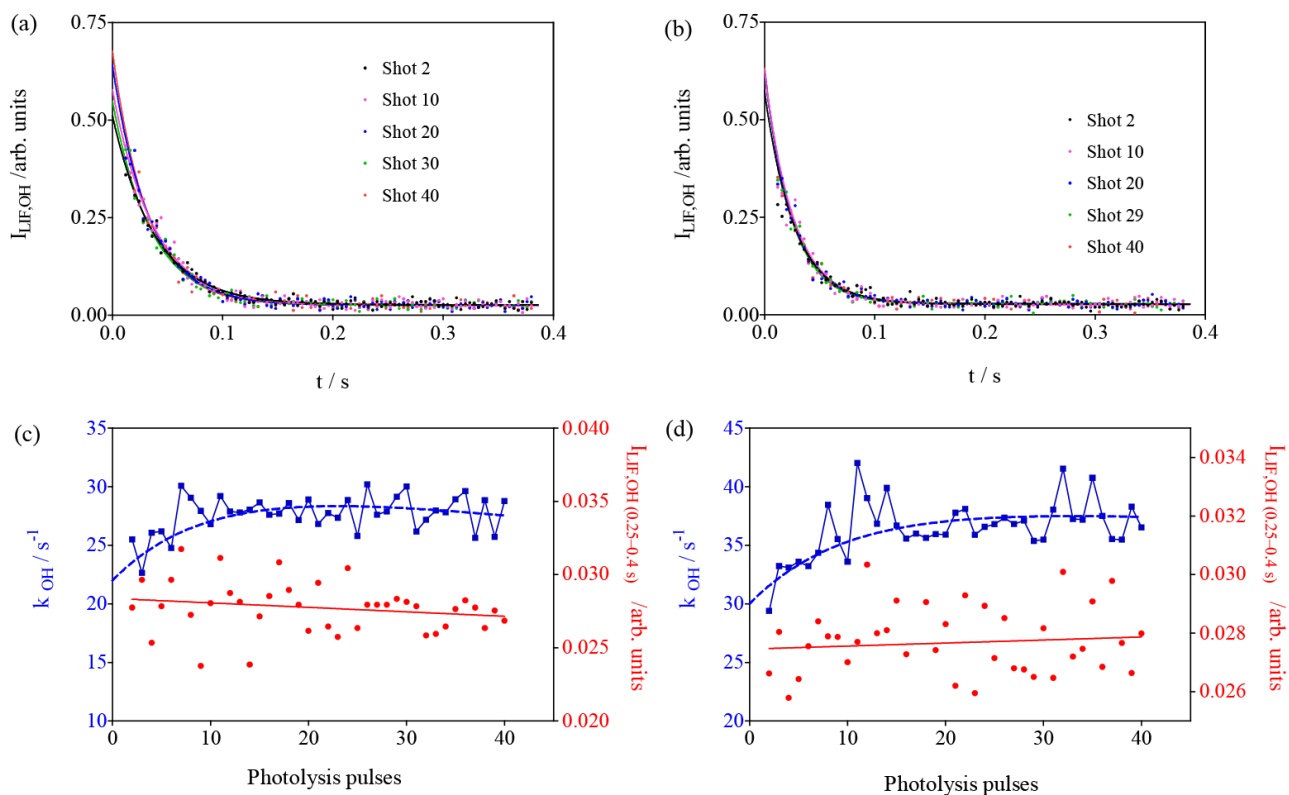 (a)
0.75
0.50
0.25
0.00
I_LIF,OH /arb. units
Shot 2
Shot 10
Shot 20
Shot 30
Shot 40
0.0 0.1 0.2 0.3 0.4
t / s
(b)
0.75
0.50
0.25
0.00
I_LIF,OH /arb. units
Shot 2
Shot 10
Shot 20
Shot 29
Shot 40
0.0 0.1 0.2 0.3 0.4
t / s
(c)
35
30
25
20
15
10
k_OH / s⁻¹
0.040
0.035
0.030
0.025
0.020
I_LIF,OH (0.25–0.4 s) /arb. units
0 10 20 30 40
Photolysis pulses
(d)
45
40
35
30
25
20
k_OH / s⁻¹
0.034
0.032
0.030
0.028
0.026
I_LIF,OH (0.25–0.4 s) /arb. units
0 10 20 30 40
Photolysis pulses